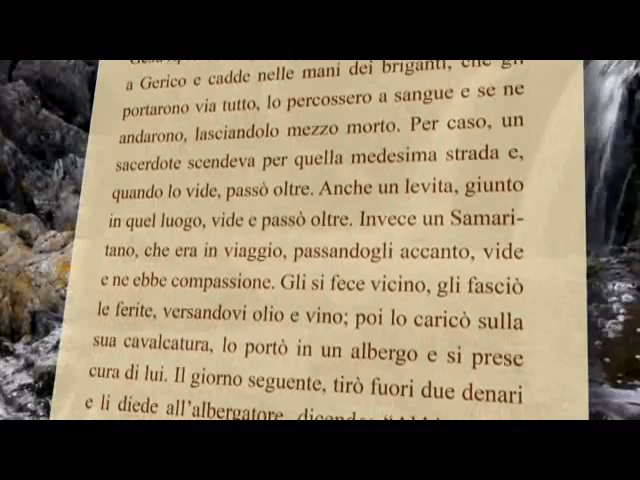 a Gerico e cadde nelle mani dei briganti, che gli
portarono via tutto, lo percossero a sangue e se ne
andarono, lasciandolo mezzo morto. Per caso, un
sacerdote scendeva per quella medesima strada e,
quando lo vide, passò oltre. Anche un levita, giunto
in quel luogo, vide e passò oltre. Invece un Samari-
tano, che era in viaggio, passandogli accanto, vide
e ne ebbe compassione. Gli si fece vicino, gli fasciò
le ferite, versandovi olio e vino; poi lo caricò sulla
sua cavalcatura, lo portò in un albergo e si prese
cura di lui. Il giorno seguente, tirò fuori due denari
e li diede all'albergatore, dicendo: